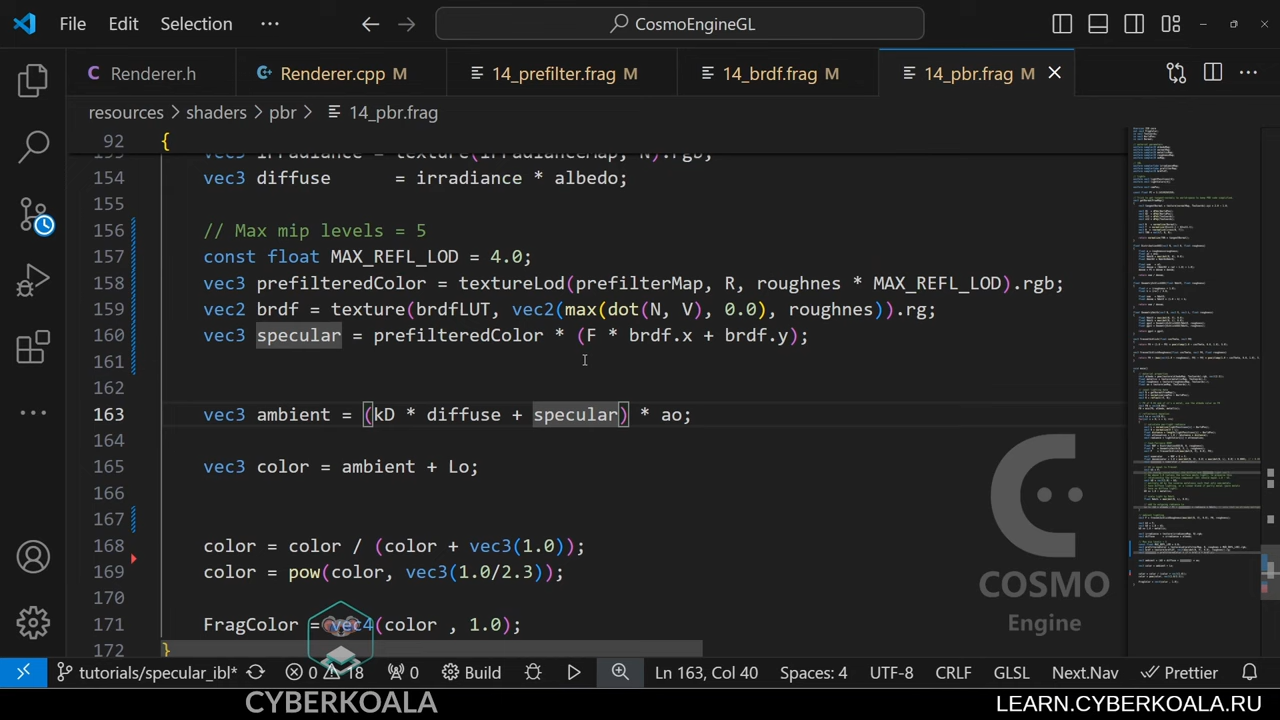 File Edit Selection ··· CosmoEngineGL
Renderer.h Renderer.cpp M 14_prefilter.frag M 14_brdf.frag M 14_pbr.frag M
resources > shaders > pbr > 14_pbr.frag
92 {
154 vec3 diffuse = irradiance * albedo;
155
156 // Max mip levels = 5
157 const float MAX_REFL_LOD = 4.0;
158 vec3 prefilteredColor = textureLod(prefilterMap, R, roughnes * MAX_REFL_LOD).rgb;
159 vec2 brdf = vec2(max(dot(N, V), 0.0), roughnes)).rg;
160 vec3 specular = prefilteredColor * (F * brdf.x + brdf.y);
161
162
163 vec3 ambient = (kD * diffuse + specular) * ao;
164
165 vec3 color = ambient +
166
167
168 color = color / (color + vec3(1.0));
169 color = pow(color, vec3(1.0/2.3));
170
171 FragColor = vec4(color , 1.0);
172 }
COSMO
Engine
tutorials/specular_ibl* 0 18 0 Ibuld Ln 163, Col 40 Spaces: 4 UTF-8 CRLF GLSL Next.Nav Prettier
CYBERKOALA LEARN.CYBERKOALA.RU